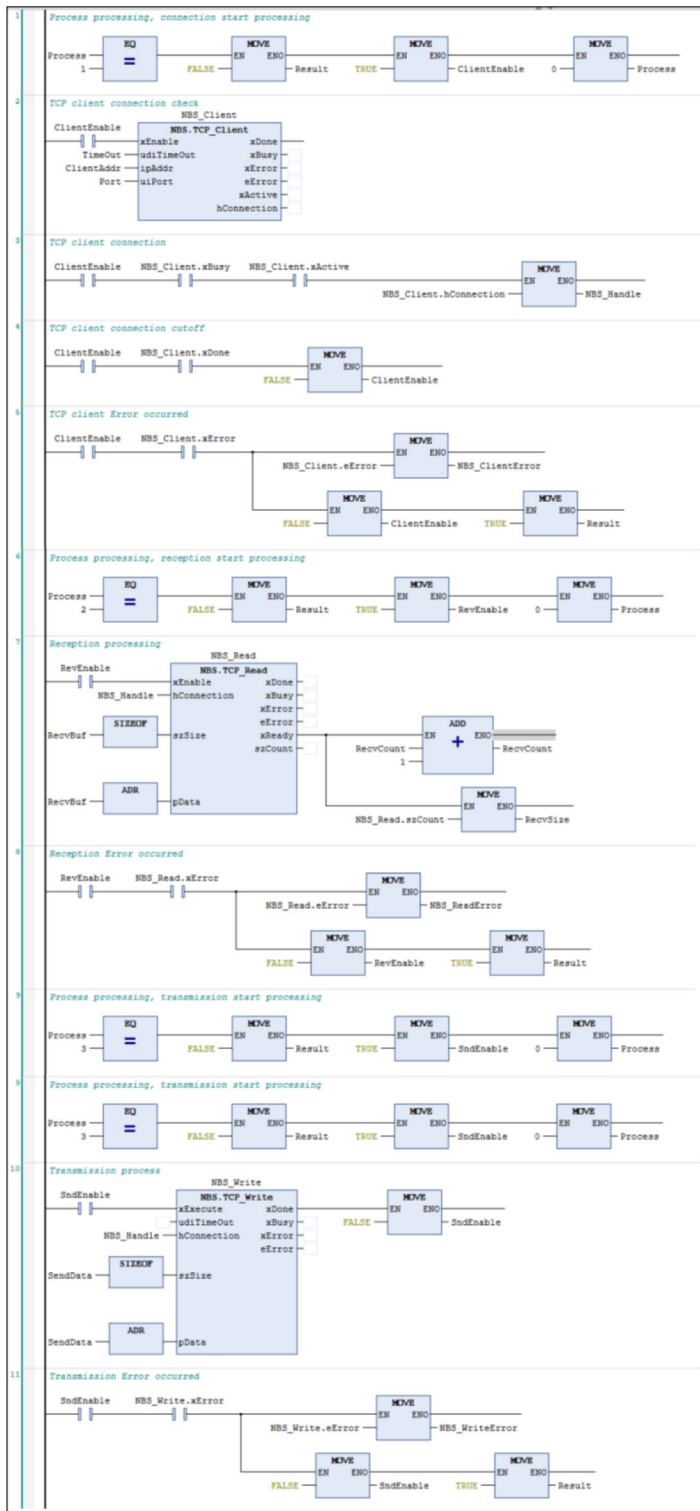 1
Process processing, connection start processing
EQ MOVE MOVE MOVE
Process = EN ENO EN ENO EN ENO
1 FALSE Result TRUE ClientEnable 0 Process
2
TCP client connection check
NBS_Client
ClientEnable NBS.TCP_Client
xEnable xDone
TimeOut udiTimeOut xBusy
ClientAddr ipAddr xError
Port uiPort eError
xActive
hConnection
3
TCP client connection
ClientEnable NBS_Client.xBusy NBS_Client.xActive MOVE
EN ENO
NBS_Client.hConnection NBS_Handle
4
TCP client connection cutoff
ClientEnable NBS_Client.xDone MOVE
EN ENO
FALSE ClientEnable
5
TCP client Error occurred
ClientEnable NBS_Client.xError MOVE
EN ENO
NBS_Client.eError NBS_ClientError
MOVE MOVE
EN ENO EN ENO
FALSE ClientEnable TRUE Result
6
Process processing, reception start processing
EQ MOVE MOVE MOVE
Process = EN ENO EN ENO EN ENO
2 FALSE Result TRUE RevEnable 0 Process
7
Reception processing
NBS_Read
RevEnable NBS.TCP_Read
xEnable xDone
NBS_Handle hConnection xBusy
xError
SIZEOF eError ADD
RecvBuf szSize xReady EN ENO
szCount RecvCount + RecvCount
1
ADR MOVE
RecvBuf pData EN ENO
NBS_Read.szCount RecvSize
8
Reception Error occurred
RevEnable NBS_Read.xError MOVE
EN ENO
NBS_Read.eError NBS_ReadError
MOVE MOVE
EN ENO EN ENO
FALSE RevEnable TRUE Result
9
Process processing, transmission start processing
EQ MOVE MOVE MOVE
Process = EN ENO EN ENO EN ENO
3 FALSE Result TRUE SndEnable 0 Process
9
Process processing, transmission start processing
EQ MOVE MOVE MOVE
Process = EN ENO EN ENO EN ENO
3 FALSE Result TRUE SndEnable 0 Process
10
Transmission process
NBS_Write
SndEnable NBS.TCP_Write MOVE
xExecute xDone EN ENO
udiTimeOut xBusy FALSE SndEnable
NBS_Handle hConnection xError
eError
SIZEOF
SendData szSize
ADR
SendData pData
11
Transmission Error occurred
SndEnable NBS_Write.xError MOVE
EN ENO
NBS_Write.eError NBS_WriteError
MOVE MOVE
EN ENO EN ENO
FALSE SndEnable TRUE Result